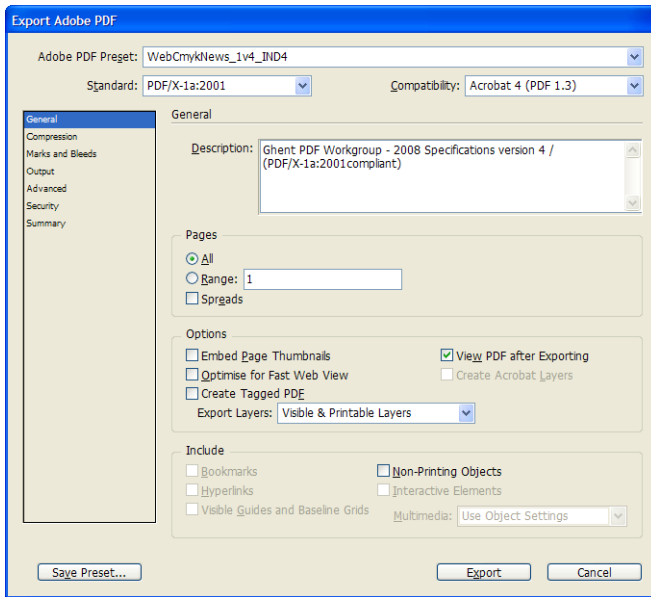 Export Adobe PDF
Adobe PDF Preset: WebCmykNews_1v4_IND4
Standard: PDF/X-1a:2001 Compatibility: Acrobat 4 (PDF 1.3)
General
Compression
Marks and Bleeds
Output
Advanced
Security
Summary
General
Description: Ghent PDF Workgroup - 2008 Specifications version 4 /
(PDF/X-1a:2001compliant)
Pages
All
Range: 1
Spreads
Options
Embed Page Thumbnails View PDF after Exporting
Optimise for Fast Web View Create Acrobat Layers
Create Tagged PDF
Export Layers: Visible & Printable Layers
Include
Bookmarks Non-Printing Objects
Hyperlinks Interactive Elements
Visible Guides and Baseline Grids Multimedia: Use Object Settings
Save Preset... Export Cancel